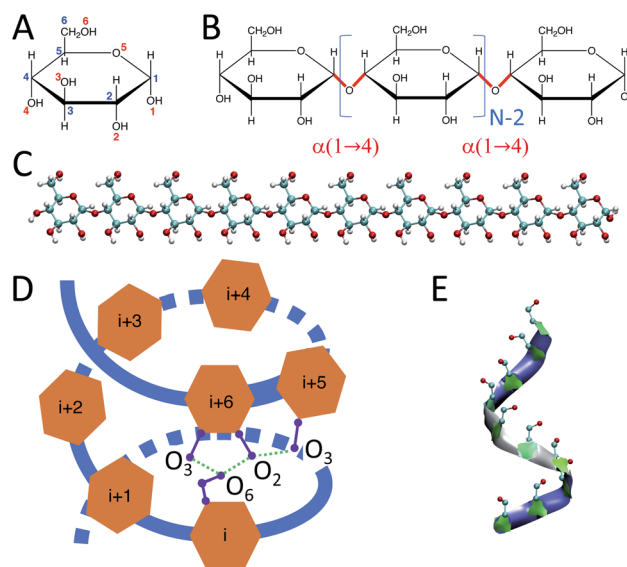 A
6 6
CH₂OH
H
5
O 5
H
4
3
OH
H
H
1
OH
4
3
H
2
OH
2
OH
1
B
CH₂OH CH₂OH CH₂OH
H O H H O H H O H
OH H OH H OH H
OH O O O
H OH H OH H OH
N-2
α(1→4) α(1→4)
C
D
E
i+4
i+3
i+5
i+2
i+6
O₃ O₂ O₃
O₆
i+1
i